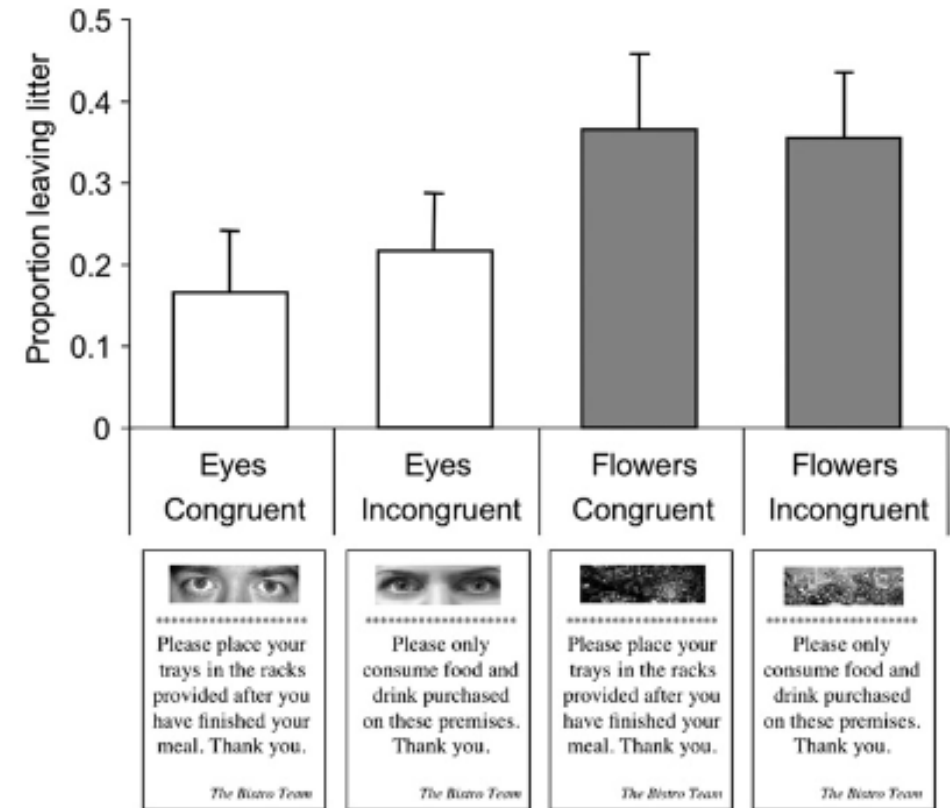 Proportion leaving litter
0.5
0.4
0.3
0.2
0.1
0
Eyes
Congruent
Eyes
Incongruent
Flowers
Congruent
Flowers
Incongruent
********************
Please place your
trays in the racks
provided after you
have finished your
meal. Thank you.
The Bistro Team
********************
Please only
consume food and
drink purchased
on these premises.
Thank you.
The Bistro Team
********************
Please place your
trays in the racks
provided after you
have finished your
meal. Thank you.
The Bistro Team
********************
Please only
consume food and
drink purchased
on these premises.
Thank you.
The Bistro Team